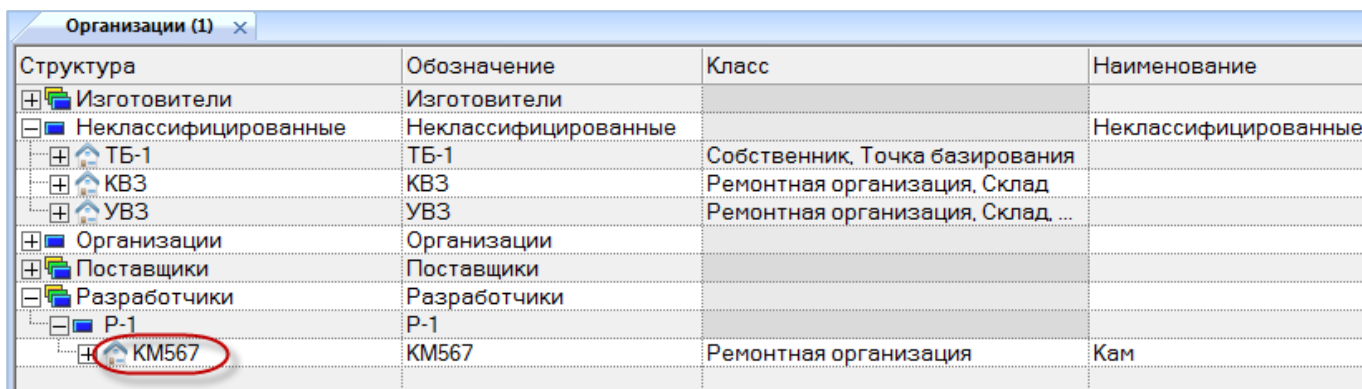 Организации (1)
Структура Обозначение Класс Наименование
Изготовители Изготовители
Неклассифицированные Неклассифицированные Неклассифицированные
ТБ-1 ТБ-1 Собственник, Точка базирования
КВЗ КВЗ Ремонтная организация, Склад
УВЗ УВЗ Ремонтная организация, Склад, ...
Организации Организации
Поставщики Поставщики
Разработчики Разработчики
Р-1 Р-1
КМ567 КМ567 Ремонтная организация Кам